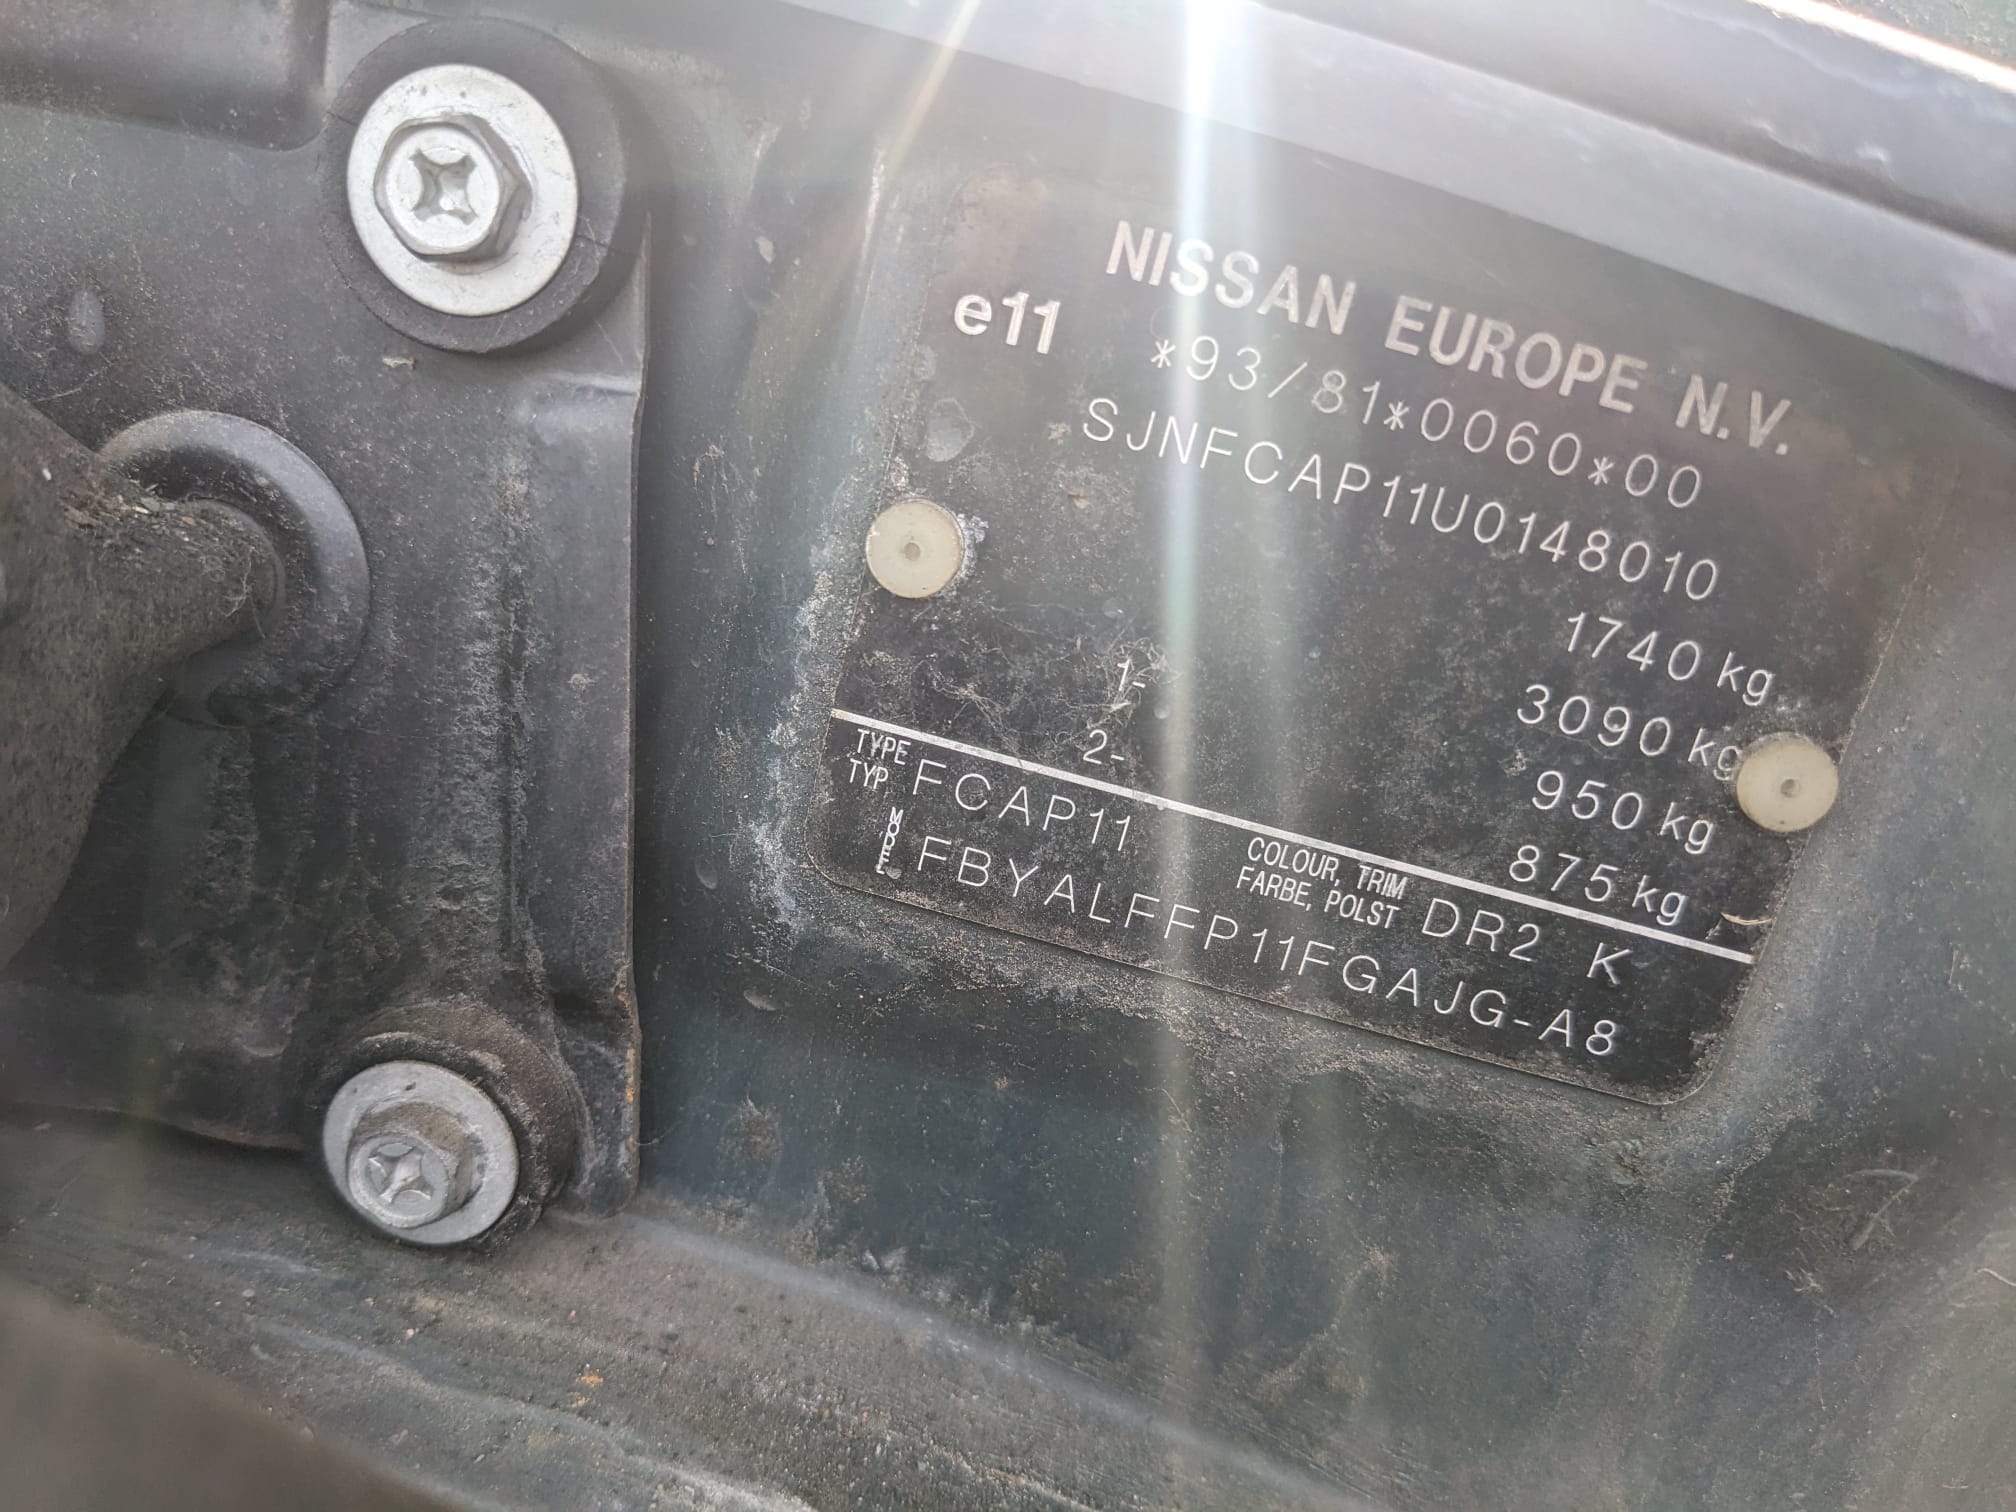 NISSAN EUROPE N.V.
e11 *93/81*0060*00
SJNFCAP11U0148010
1740 kg
3090 kg
1- 950 kg
2- 875 kg
TYPE
TYP FCAP11 COLOUR, TRIM
FARBE, POLST DR2 K
MODEL FBYALFFP11FGAJG-A8